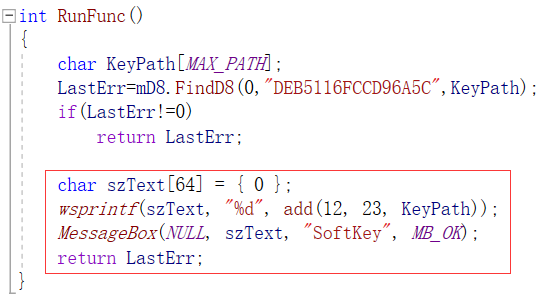 int RunFunc()
{
char KeyPath[MAX_PATH];
LastErr=mD8.FindD8(0,"DEB5116FCCD96A5C",KeyPath);
if(LastErr!=0)
return LastErr;
char szText[64] = { 0 };
wsprintf(szText, "%d", add(12, 23, KeyPath));
MessageBox(NULL, szText, "SoftKey", MB_OK);
return LastErr;
}